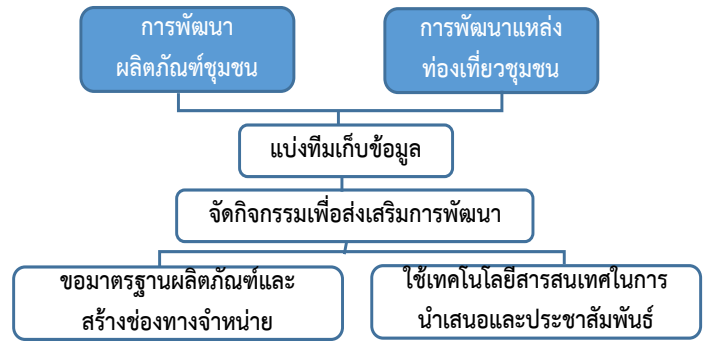 การพัฒนา
ผลิตภัณฑ์ชุมชน
การพัฒนาแหล่ง
ท่องเที่ยวชุมชน
แบ่งทีมเก็บข้อมูล
จัดกิจกรรมเพื่อส่งเสริมการพัฒนา
ขอมาตรฐานผลิตภัณฑ์และ
สร้างช่องทางจำหน่าย
ใช้เทคโนโลยีสารสนเทศในการ
นำเสนอและประชาสัมพันธ์